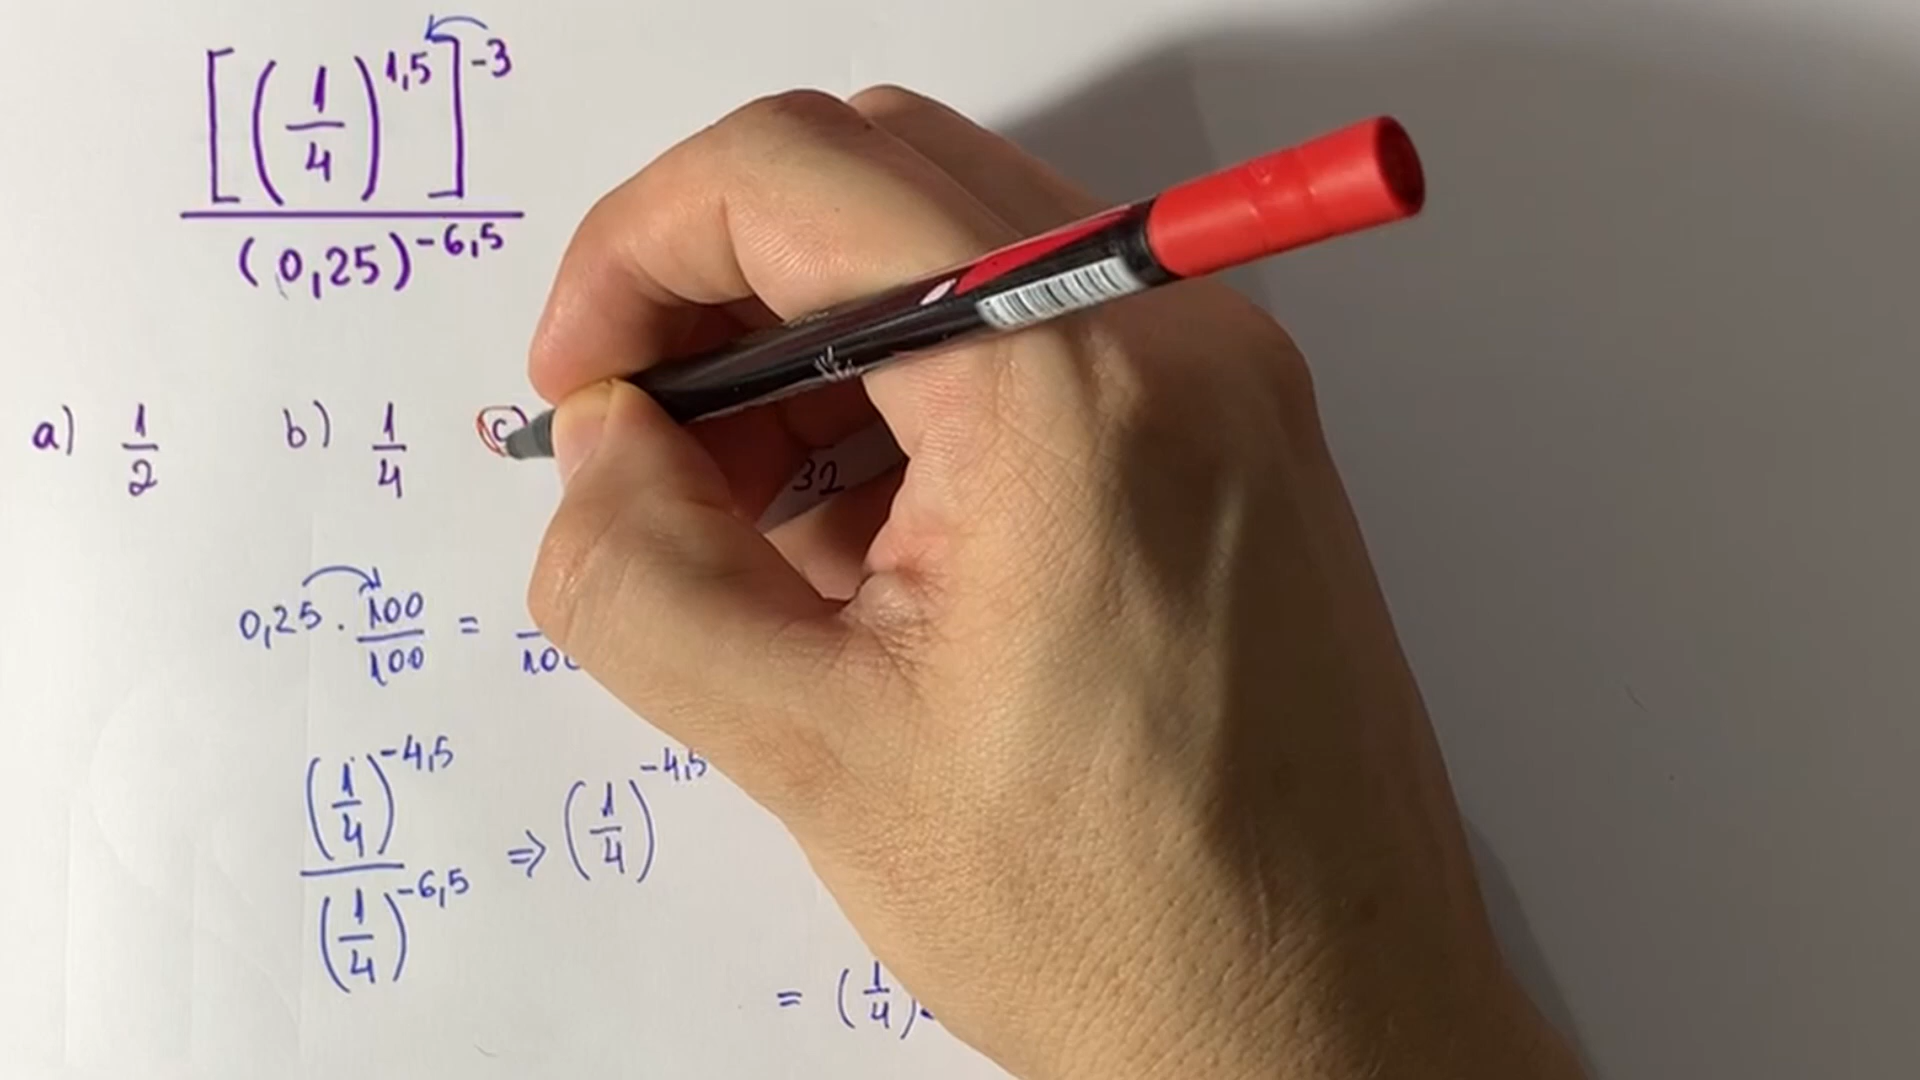 [(1/4)^1,5]^-3
(0,25)^-6,5
a) 1/2 b) 1/4 c 32
0,25 . 100/100 = /100
(1/4)^-4,5 / (1/4)^-6,5 ⇒ (1/4)^-4,5
= (1/4)